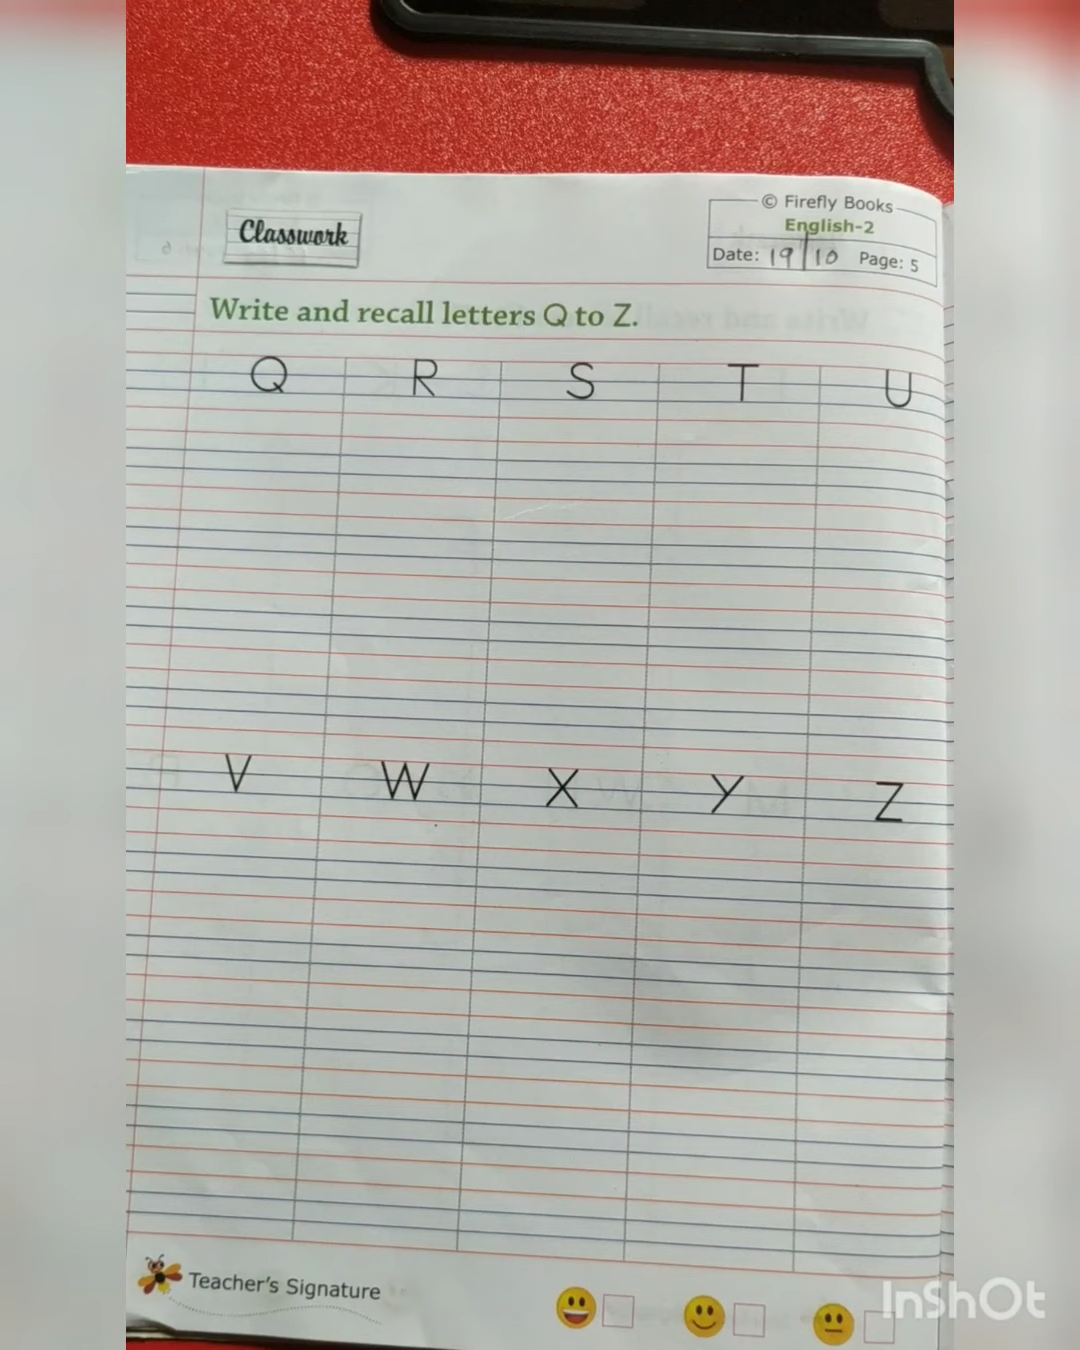 Classwork
© Firefly Books
English-2
Date: 19/10 Page: 5
Write and recall letters Q to Z.
Q R S T U
V W X Y Z
Teacher's Signature
InShOt